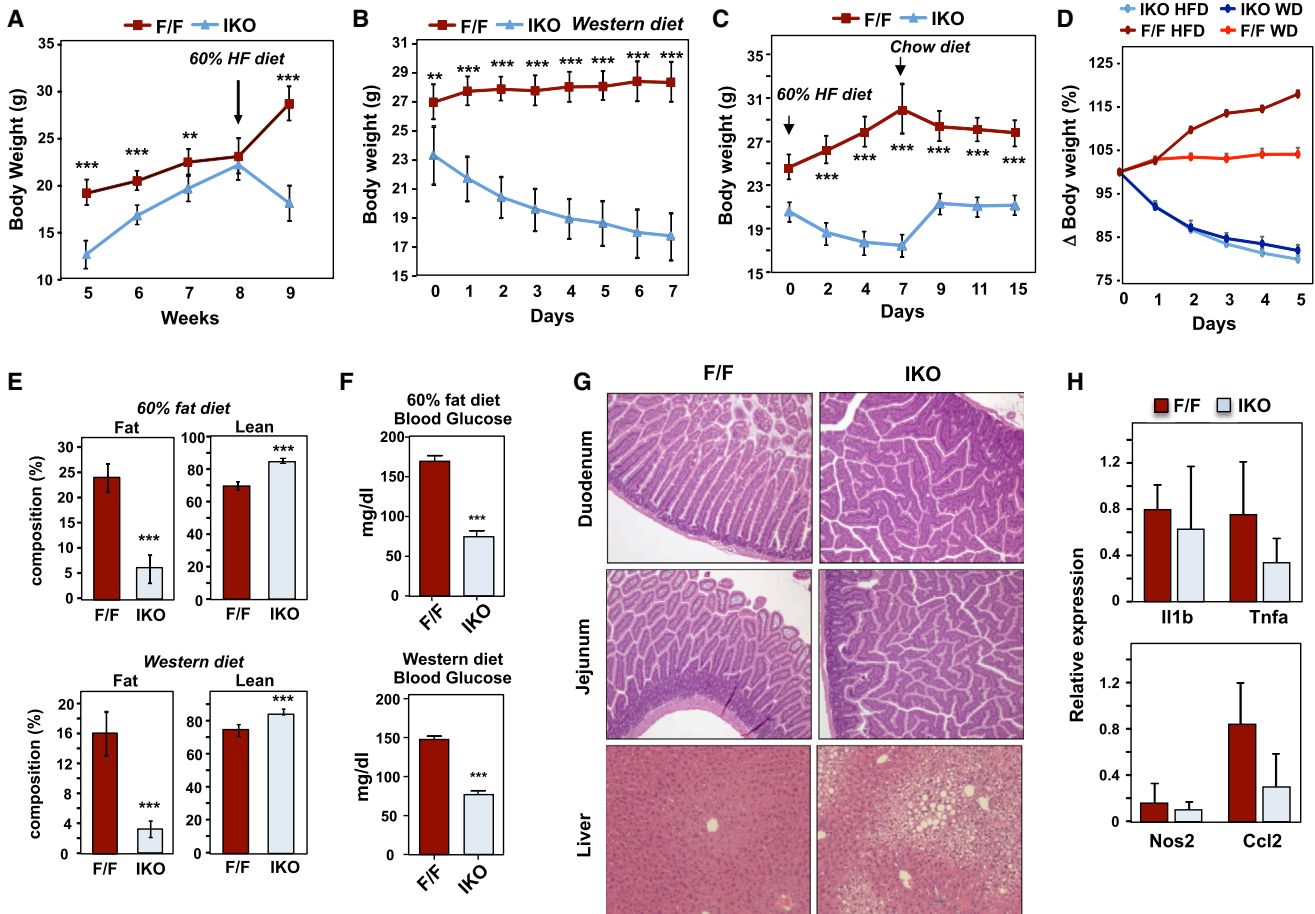 A
F/F IKO
60% HF diet
***
***
**
***
35
30
25
20
15
10
Body Weight (g)
5 6 7 8 9
Weeks
B
F/F IKO Western diet
** *** *** *** *** *** *** ***
31
29
27
25
23
21
19
17
15
Body weight (g)
0 1 2 3 4 5 6 7
Days
C
F/F IKO
Chow diet
60% HF diet
*** *** *** *** *** ***
35
31
27
23
19
15
Body weight (g)
0 2 4 7 9 11 15
Days
D
IKO HFD IKO WD
F/F HFD F/F WD
125
115
105
95
85
75
Δ Body weight (%)
0 1 2 3 4 5
Days
E
60% fat diet
Fat Lean
composition (%)
30
25
20
15
10
5
0
***
F/F IKO
100
80
60
40
20
0
***
F/F IKO
Western diet
Fat Lean
composition (%)
20
16
12
8
4
0
***
F/F IKO
80
60
40
20
0
***
F/F IKO
F
60% fat diet
Blood Glucose
mg/dl
200
150
100
50
0
***
F/F IKO
Western diet
Blood Glucose
mg/dl
200
150
100
50
0
***
F/F IKO
G
F/F IKO
Duodenum
Jejunum
Liver
H
F/F IKO
Relative expression
1.2
0.8
0.4
0
Il1b Tnfa
1.2
0.8
0.4
0
Nos2 Ccl2